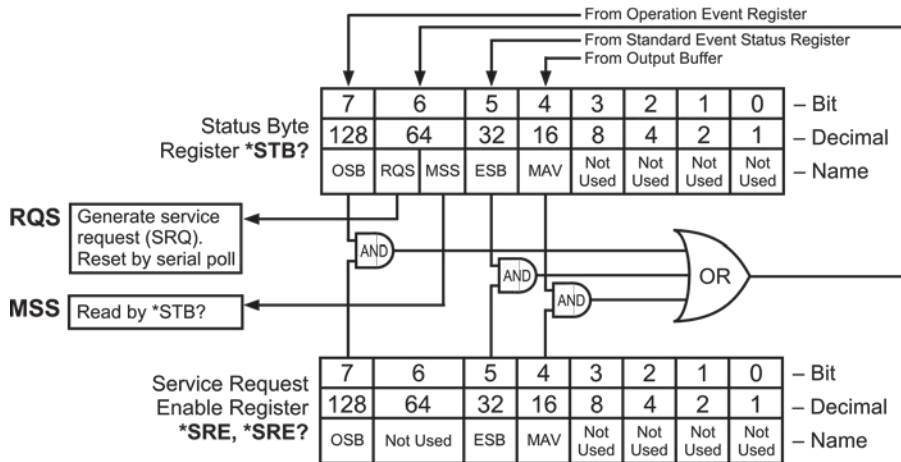 From Operation Event Register
From Standard Event Status Register
From Output Buffer
Status Byte
Register *STB?
7 6 5 4 3 2 1 0 – Bit
128 64 32 16 8 4 2 1 – Decimal
OSB RQS MSS ESB MAV Not Used Not Used Not Used Not Used – Name
RQS
Generate service
request (SRQ).
Reset by serial poll
MSS
Read by *STB?
AND
AND
AND
OR
Service Request
Enable Register
*SRE, *SRE?
7 6 5 4 3 2 1 0 – Bit
128 64 32 16 8 4 2 1 – Decimal
OSB Not Used ESB MAV Not Used Not Used Not Used Not Used – Name